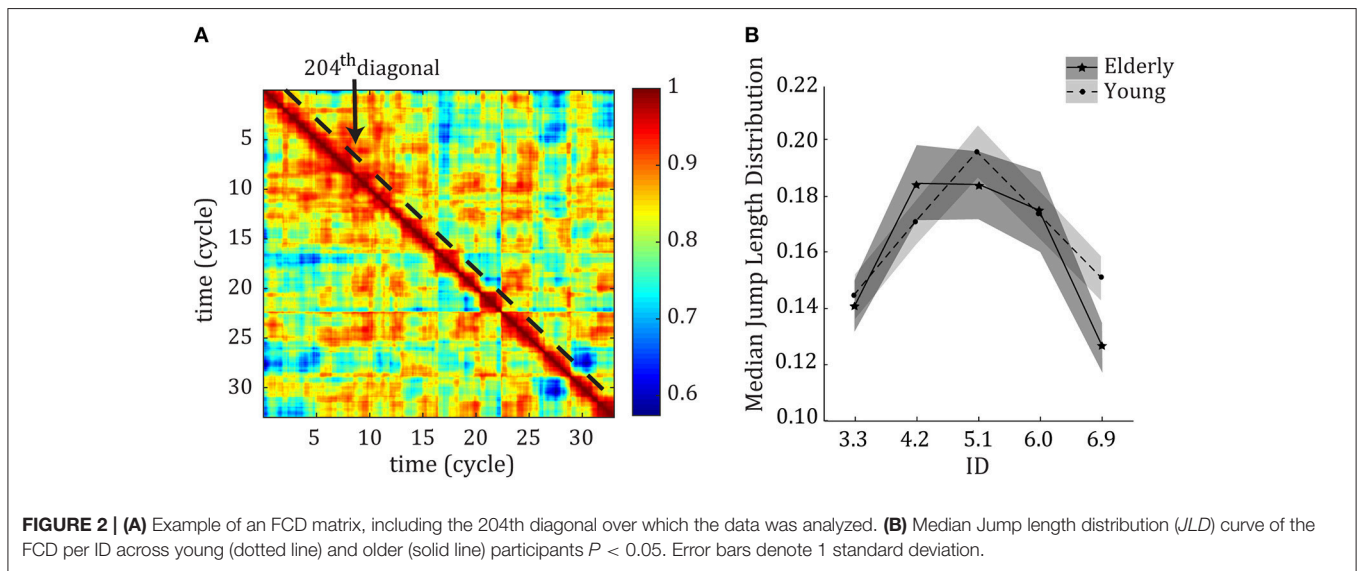 A
204th diagonal
time (cycle)
5
10
15
20
25
30
5 10 15 20 25 30
time (cycle)
1
0.9
0.8
0.7
0.6
B
Elderly
Young
Median Jump Length Distribution
0.22
0.20
0.18
0.16
0.14
0.12
0.10
3.3 4.2 5.1 6.0 6.9
ID
FIGURE 2 | (A) Example of an FCD matrix, including the 204th diagonal over which the data was analyzed. (B) Median Jump length distribution (JLD) curve of the
FCD per ID across young (dotted line) and older (solid line) participants P < 0.05. Error bars denote 1 standard deviation.